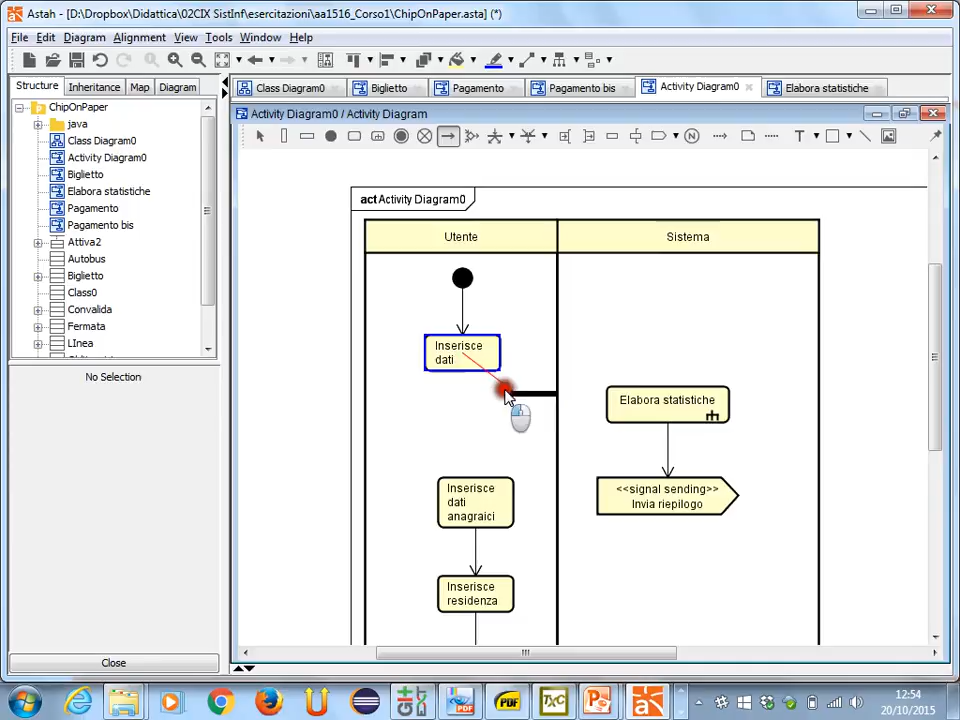 Astah - [D:\Dropbox\Didattica\02CIX SistInf\esercitazioni\aa1516_Corso1\ChipOnPaper.asta] (*)
File Edit Diagram Alignment View Tools Window Help
Structure Inheritance Map Diagram
Class Diagram0 Biglietto Pagamento Pagamento bis Activity Diagram0 Elabora statistiche
Activity Diagram0 / Activity Diagram
ChipOnPaper
java
Class Diagram0
Activity Diagram0
Biglietto
Elabora statistiche
Pagamento
Pagamento bis
Attiva2
Autobus
Biglietto
Class0
Convalida
Fermata
LInea
No Selection
Close
act Activity Diagram0
Utente Sistema
Inserisce
dati
Elabora statistiche
<<signal sending>>
Invia riepilogo
Inserisce
dati
anagraici
Inserisce
residenza
12:54
20/10/2015